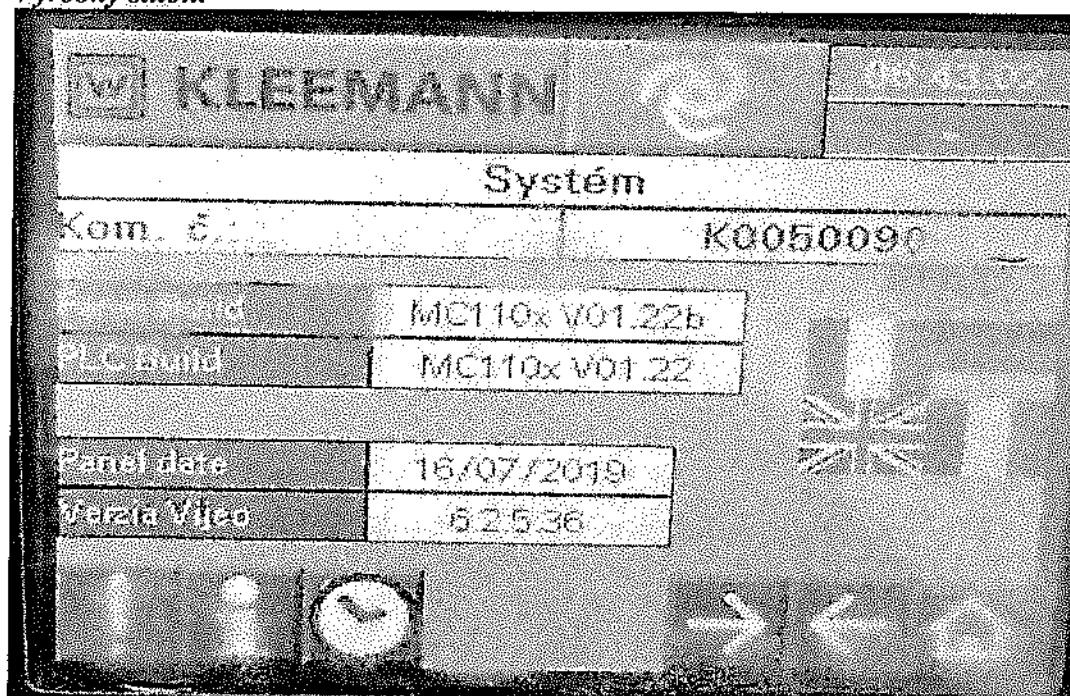 W KLEEMANN
Systém
Kom. č.
MC110x V01.22b
PLC build MC110x V01.22
Panel date 16/07/2019
Verzia Vijeo 6.2.5.36